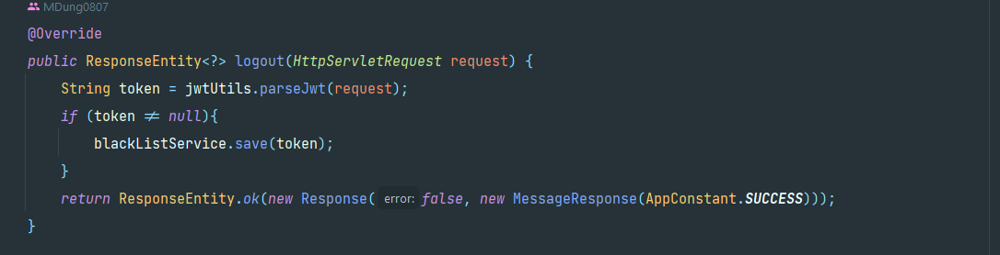 MDung0807
@Override
public ResponseEntity<?> logout(HttpServletRequest request) {
    String token = jwtUtils.parseJwt(request);
    if (token ≠ null){
        blackListService.save(token);
    }
    return ResponseEntity.ok(new Response( error: false, new MessageResponse(AppConstant.SUCCESS)));
}